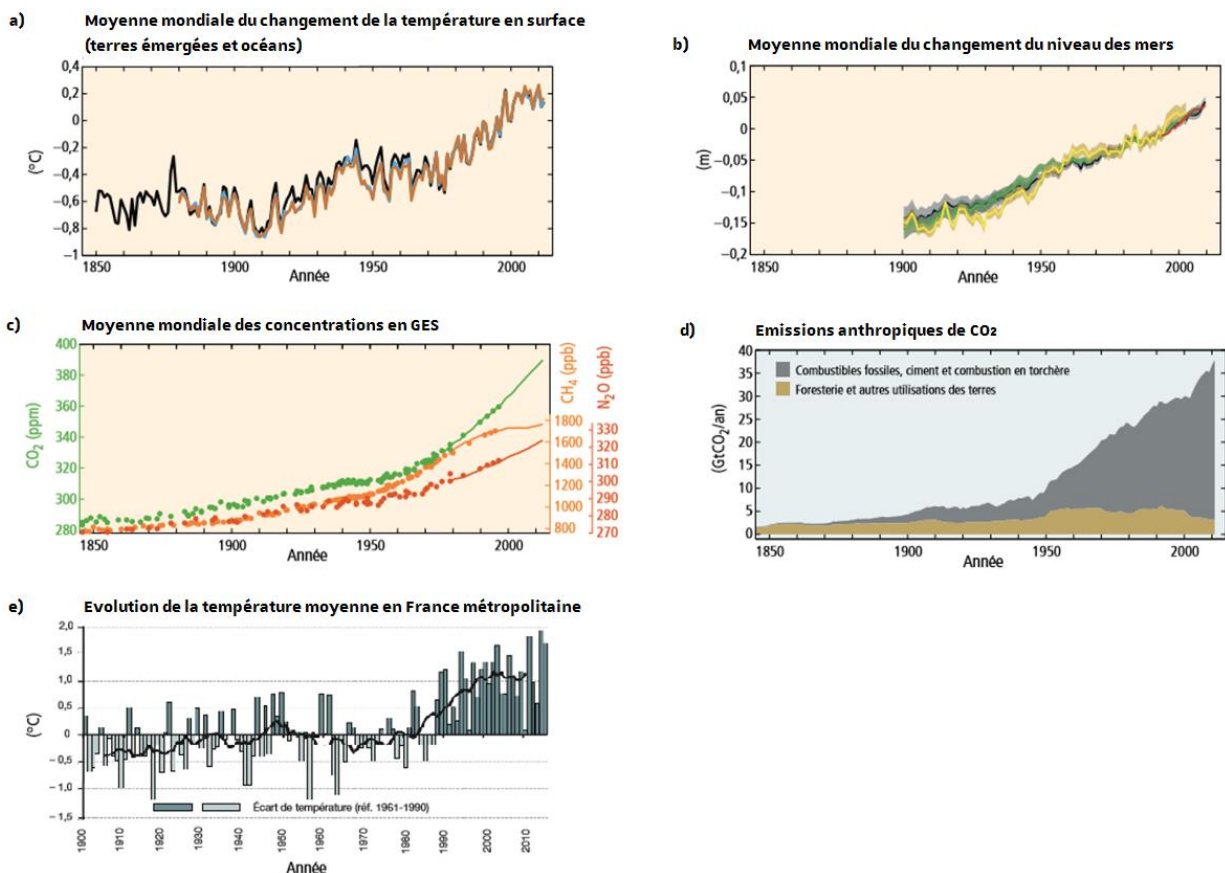 a) Moyenne mondiale du changement de la température en surface
(terres émergées et océans)
0,4
0,2
0
−0,2
−0,4
−0,6
−0,8
−1
(°C)
1850 1900 1950 2000
Année
b) Moyenne mondiale du changement du niveau des mers
0,1
0,05
0
−0,05
−0,1
−0,15
−0,2
(m)
1850 1900 1950 2000
Année
c) Moyenne mondiale des concentrations en GES
400
380
360
340
320
300
280
CO₂ (ppm)
CH₄ (ppb)
1800
1600
1400
1200
1000
800
N₂O (ppb)
330
320
310
300
290
280
270
1850 1900 1950 2000
Année
d) Emissions anthropiques de CO₂
40
35
30
25
20
15
10
5
0
(GtCO₂/an)
Combustibles fossiles, ciment et combustion en torchère
Foresterie et autres utilisations des terres
1850 1900 1950 2000
Année
e) Evolution de la température moyenne en France métropolitaine
2,0
1,5
1,0
0,5
0
−0,5
−1,0
−1,5
(°C)
Écart de température (réf. 1961-1990)
1900 1910 1920 1930 1940 1950 1960 1970 1980 1990 2000 2010
Année